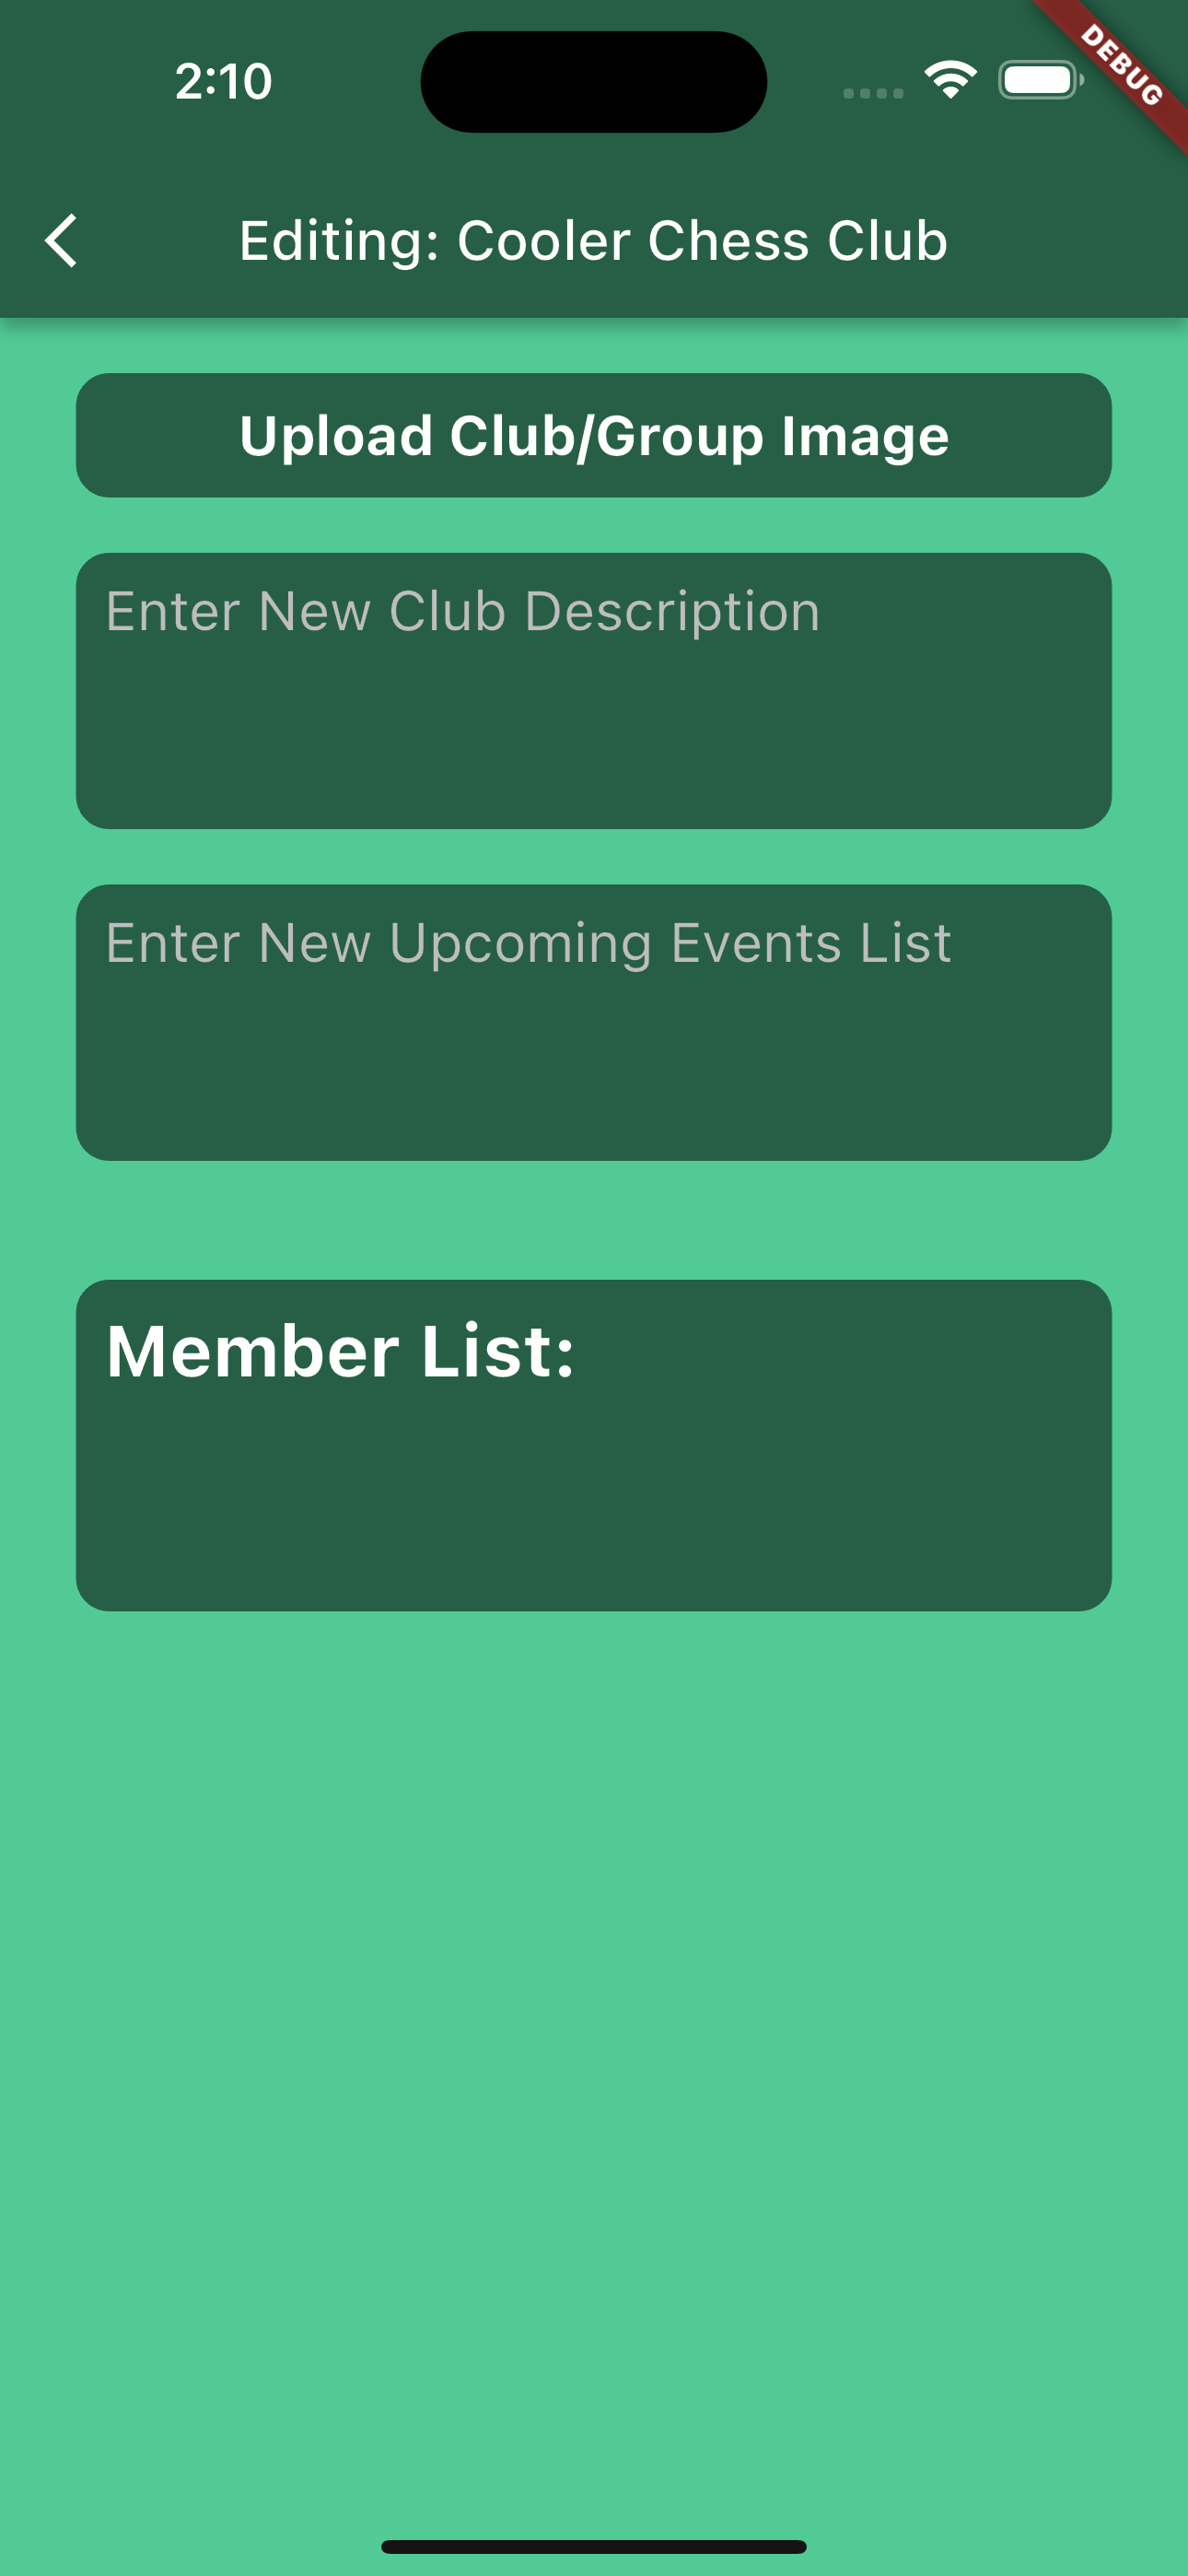 2:10
DEBUG
Editing: Cooler Chess Club
Upload Club/Group Image
Enter New Club Description
Enter New Upcoming Events List
Member List: